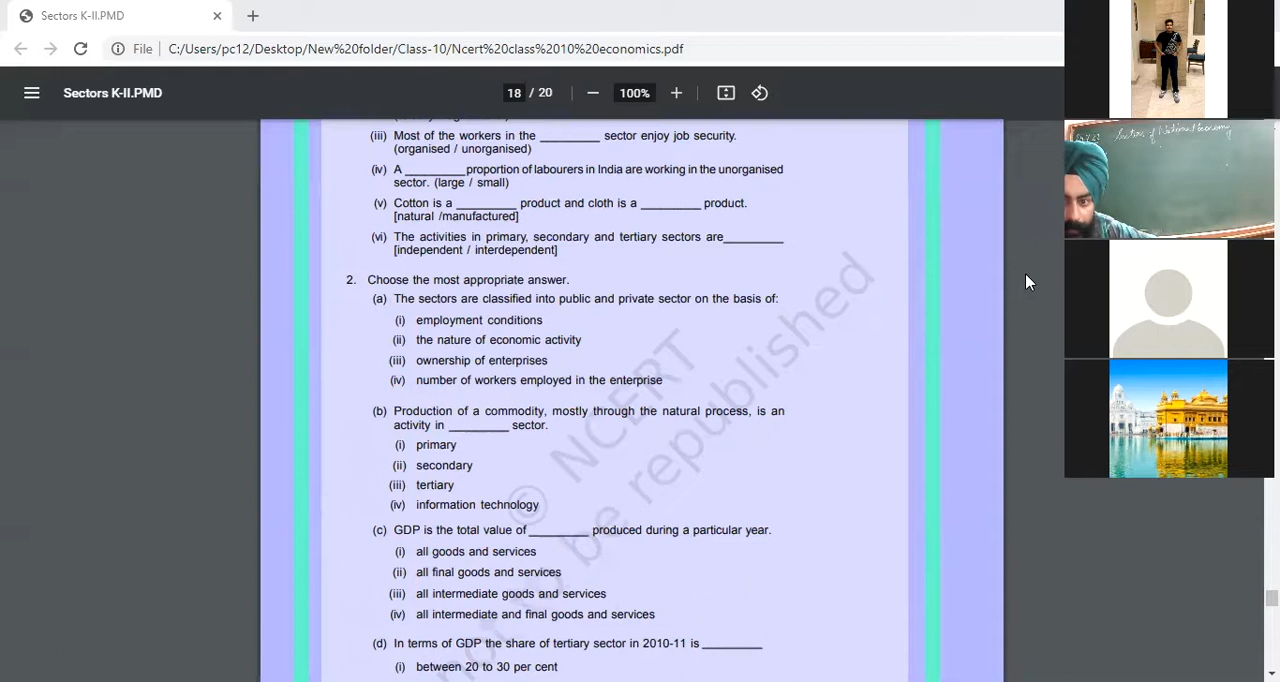 Sectors K-II.PMD
File C:/Users/pc12/Desktop/New%20folder/Class-10/Ncert%20class%2010%20economics.pdf
Sectors K-II.PMD
18 / 20
100%
(iii) Most of the workers in the _________ sector enjoy job security.
(organised / unorganised)
(iv) A _________ proportion of labourers in India are working in the unorganised
sector. (large / small)
(v) Cotton is a _________ product and cloth is a _________ product.
[natural /manufactured]
(vi) The activities in primary, secondary and tertiary sectors are_________
[independent / interdependent]
2. Choose the most appropriate answer.
(a) The sectors are classified into public and private sector on the basis of:
(i) employment conditions
(ii) the nature of economic activity
(iii) ownership of enterprises
(iv) number of workers employed in the enterprise
(b) Production of a commodity, mostly through the natural process, is an
activity in _________ sector.
(i) primary
(ii) secondary
(iii) tertiary
(iv) information technology
(c) GDP is the total value of _________ produced during a particular year.
(i) all goods and services
(ii) all final goods and services
(iii) all intermediate goods and services
(iv) all intermediate and final goods and services
(d) In terms of GDP the share of tertiary sector in 2010-11 is _________
(i) between 20 to 30 per cent
© NCERT
not to be republished
Sectors of National Economy